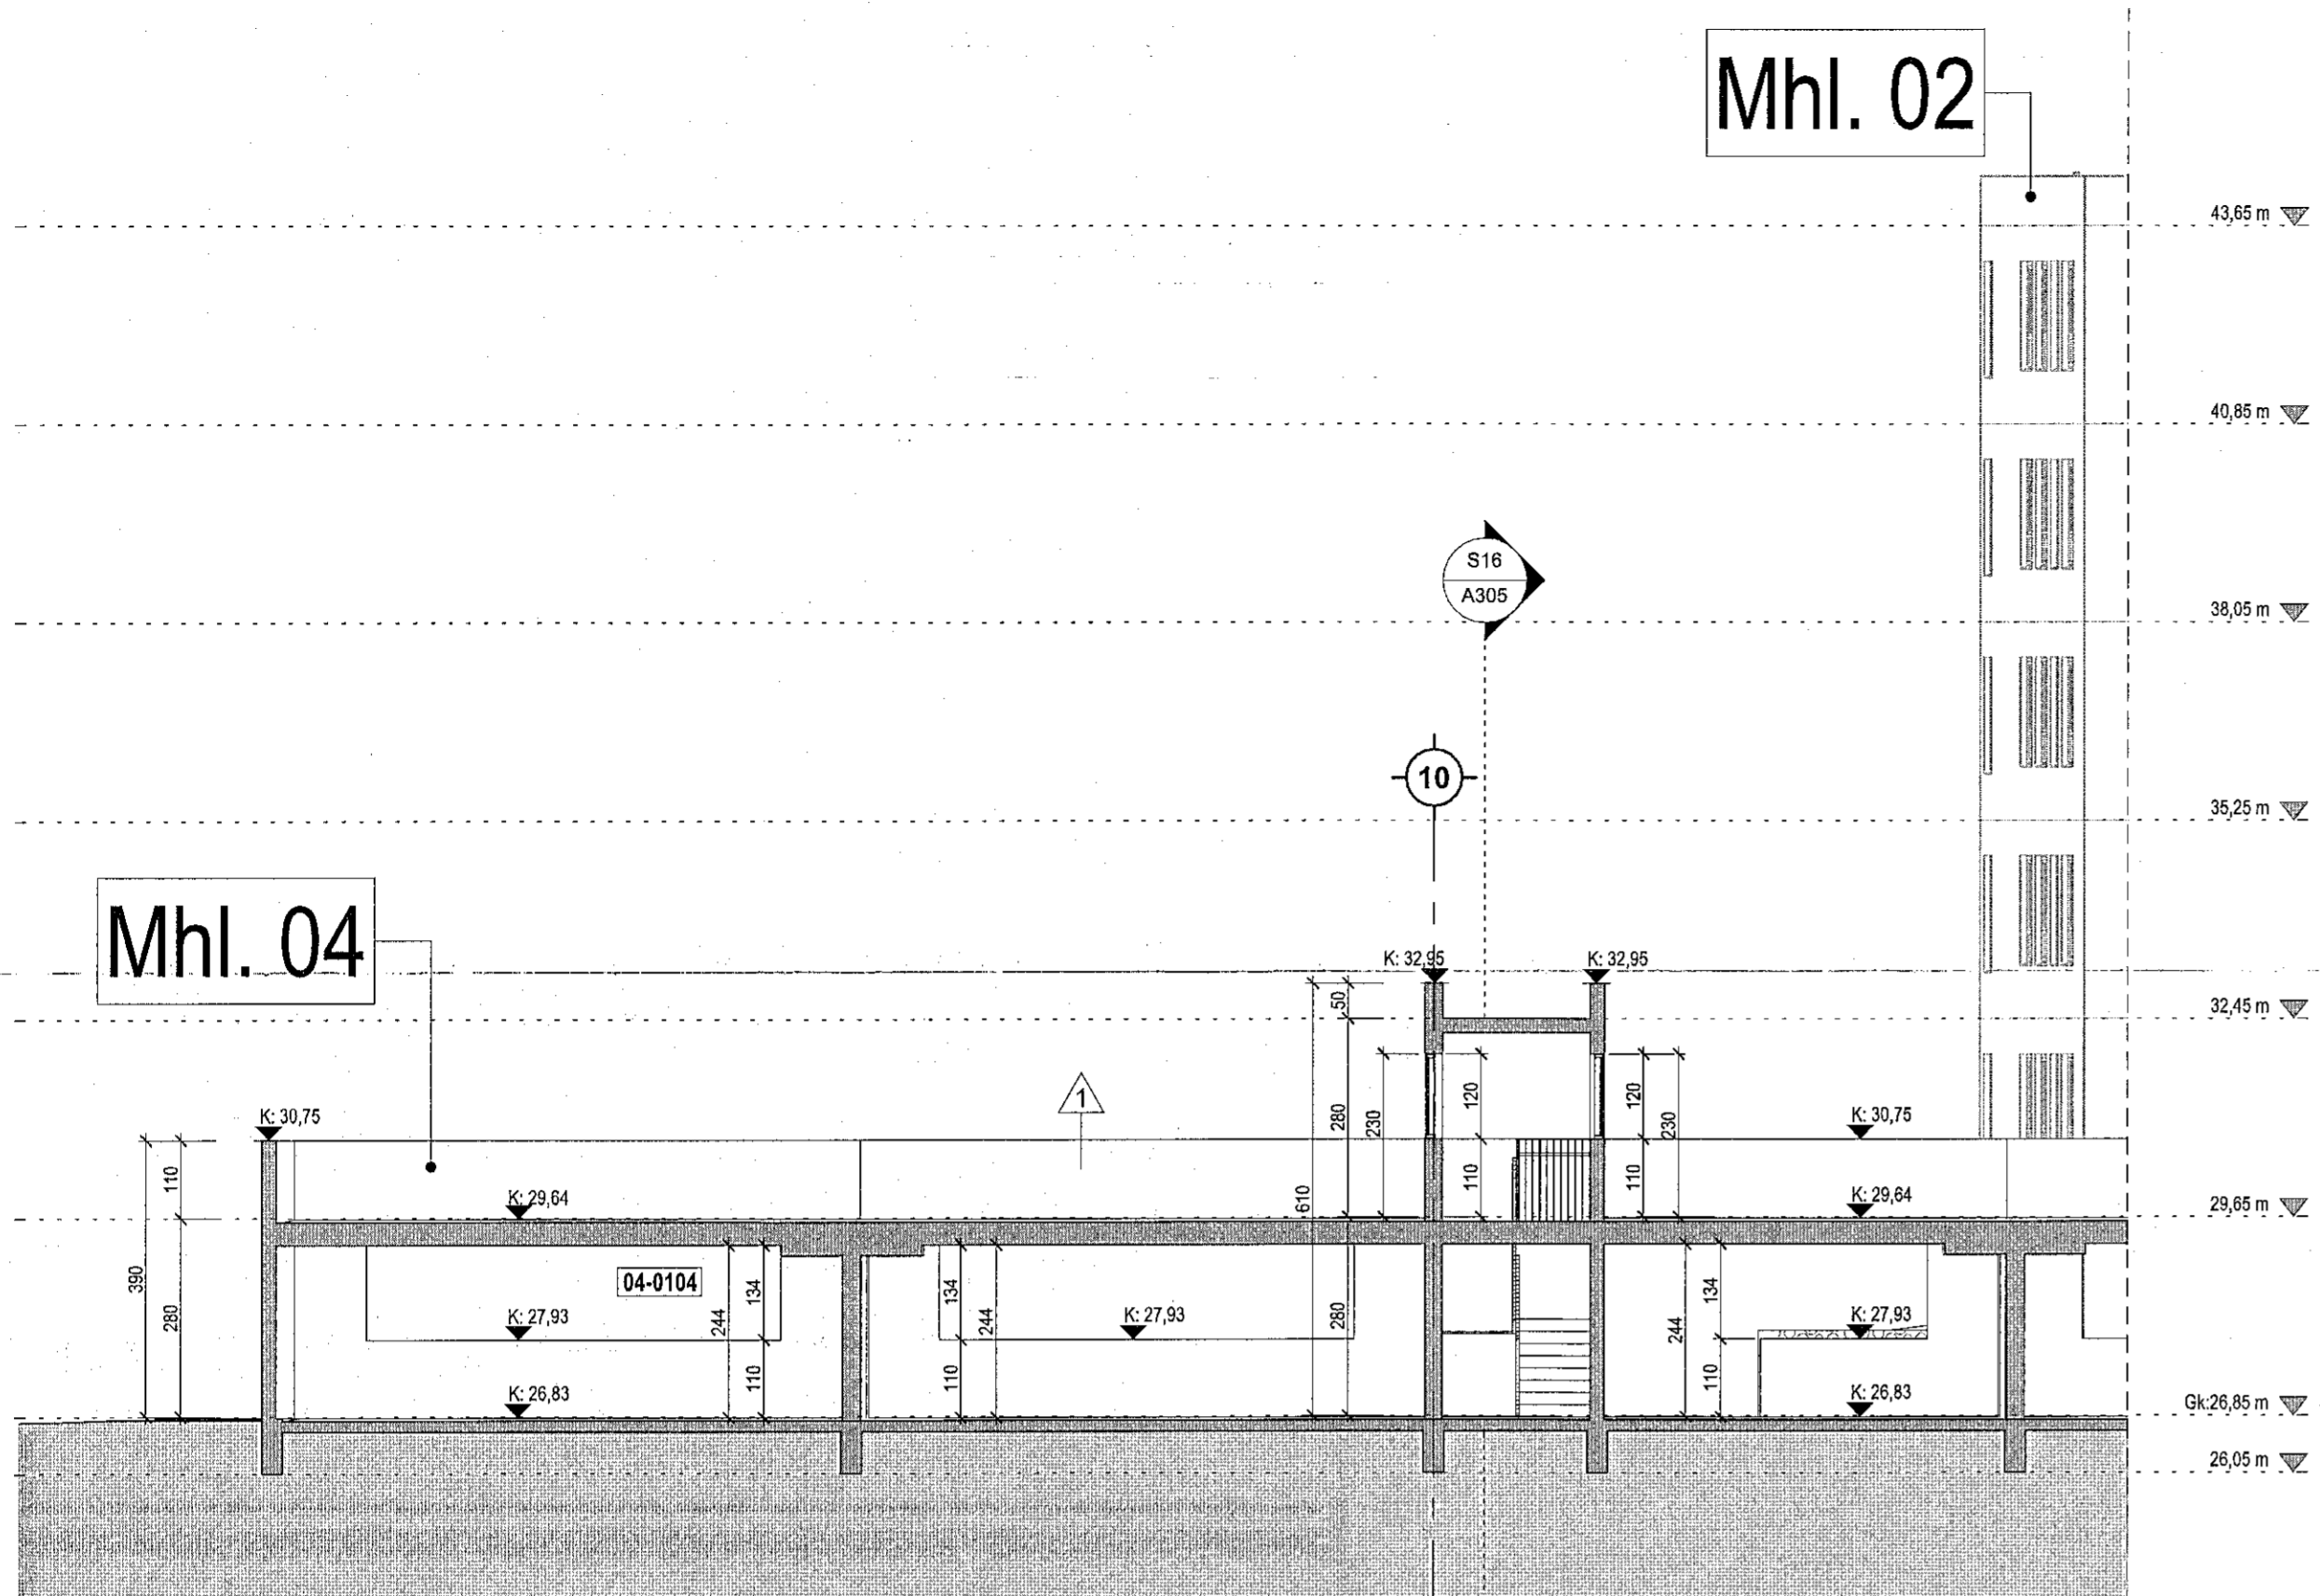 Mhl. 02
43,65 m
40,85 m
S16
A305
38,05 m
10
35,25 m
Mhl. 04
K: 32,95
K: 32,95
50
32,45 m
K: 30,75
1
280
230
120
120
230
K: 30,75
110
K: 29,64
610
110
110
K: 29,64
29,65 m
390
280
04-0104
244
134
134
244
280
244
134
K: 27,93
K: 27,93
K: 27,93
110
110
110
K: 26,83
K: 26,83
Gk:26,85 m
26,05 m